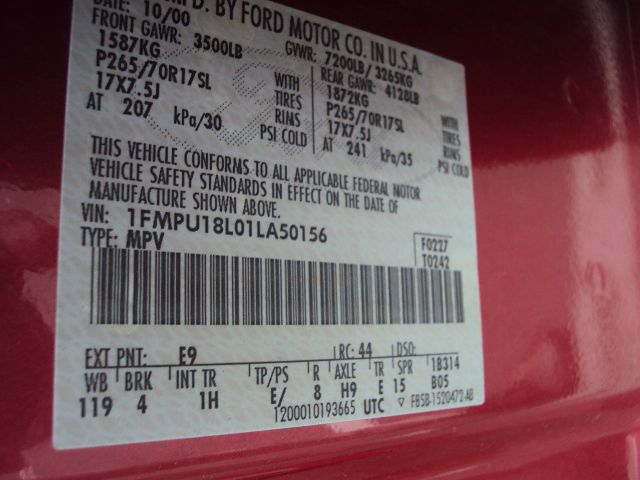 MFD. BY FORD MOTOR CO. IN U.S.A.
DATE: 10/00 GVWR: 7200LB / 3265KG
FRONT GAWR: 3500LB REAR GAWR: 4128LB
1587KG 1872KG
P265/70R17SL WITH P265/70R17SL WITH
17X7.5J TIRES 17X7.5J TIRES
RIMS RIMS
AT 207 kPa/30 PSI COLD AT 241 kPa/35 PSI COLD
THIS VEHICLE CONFORMS TO ALL APPLICABLE FEDERAL MOTOR
VEHICLE SAFETY STANDARDS IN EFFECT ON THE DATE OF
MANUFACTURE SHOWN ABOVE.
VIN: 1FMPU18L01LA50156
TYPE: MPV F0227
T0242
EXT PNT: E9 RC: 44 DSO:
WB BRK INT TR TP/PS R AXLE TR SPR 1B314
119 4 1H E/ 8 H9 E 15 B05
1200010193665 UTC F85B-1520472-AB